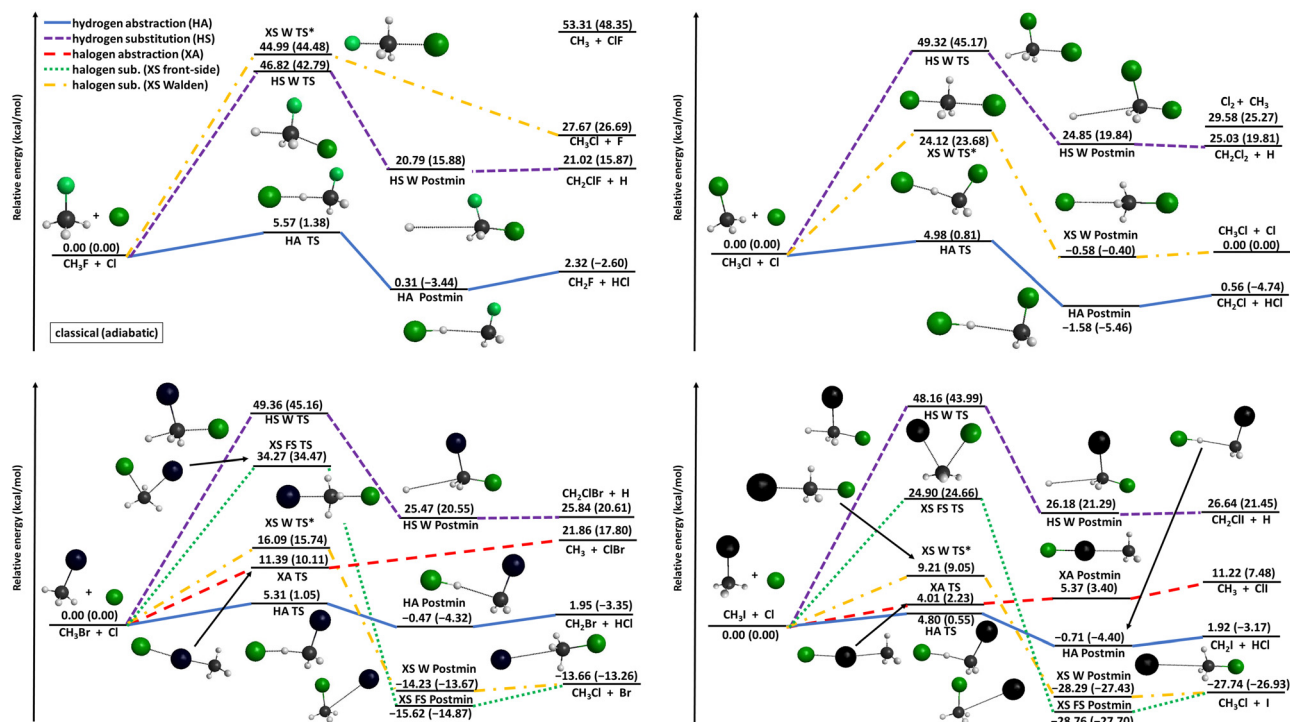 hydrogen abstraction (HA)
hydrogen substitution (HS)
halogen abstraction (XA)
halogen sub. (XS front-side)
halogen sub. (XS Walden)
Relative energy (kcal/mol)
XS W TS*
44.99 (44.48)
46.82 (42.79)
HS W TS
53.31 (48.35)
CH₃ + ClF
27.67 (26.69)
CH₃Cl + F
20.79 (15.88)
HS W Postmin
21.02 (15.87)
CH₂ClF + H
5.57 (1.38)
HA TS
+
0.00 (0.00)
CH₃F + Cl
0.31 (−3.44)
HA Postmin
2.32 (−2.60)
CH₂F + HCl
classical (adiabatic)
Relative energy (kcal/mol)
49.32 (45.17)
HS W TS
24.12 (23.68)
XS W TS*
Cl₂ + CH₃
29.58 (25.27)
24.85 (19.84)
HS W Postmin
25.03 (19.81)
CH₂Cl₂ + H
+
0.00 (0.00)
CH₃Cl + Cl
4.98 (0.81)
HA TS
XS W Postmin
−0.58 (−0.40)
CH₃Cl + Cl
0.00 (0.00)
HA Postmin
−1.58 (−5.46)
0.56 (−4.74)
CH₂Cl + HCl
Relative energy (kcal/mol)
49.36 (45.16)
HS W TS
XS FS TS
34.27 (34.47)
XS W TS*
16.09 (15.74)
11.39 (10.11)
XA TS
5.31 (1.05)
HA TS
+
0.00 (0.00)
CH₃Br + Cl
25.47 (20.55)
HS W Postmin
CH₂ClBr + H
25.84 (20.61)
21.86 (17.80)
CH₃ + ClBr
HA Postmin
−0.47 (−4.32)
1.95 (−3.35)
CH₂Br + HCl
XS W Postmin
−14.23 (−13.67)
XS FS Postmin
−15.62 (−14.87)
−13.66 (−13.26)
CH₃Cl + Br
Relative energy (kcal/mol)
48.16 (43.99)
HS W TS
24.90 (24.66)
XS FS TS
XS W TS*
9.21 (9.05)
XA TS
4.01 (2.23)
4.80 (0.55)
HA TS
+
CH₃I + Cl
0.00 (0.00)
26.18 (21.29)
HS W Postmin
26.64 (21.45)
CH₂ClI + H
XA Postmin
5.37 (3.40)
11.22 (7.48)
CH₃ + ClI
−0.71 (−4.40)
HA Postmin
1.92 (−3.17)
CH₂I + HCl
XS W Postmin
−28.29 (−27.43)
XS FS Postmin
−28.76 (−27.70)
−27.74 (−26.93)
CH₃Cl + I